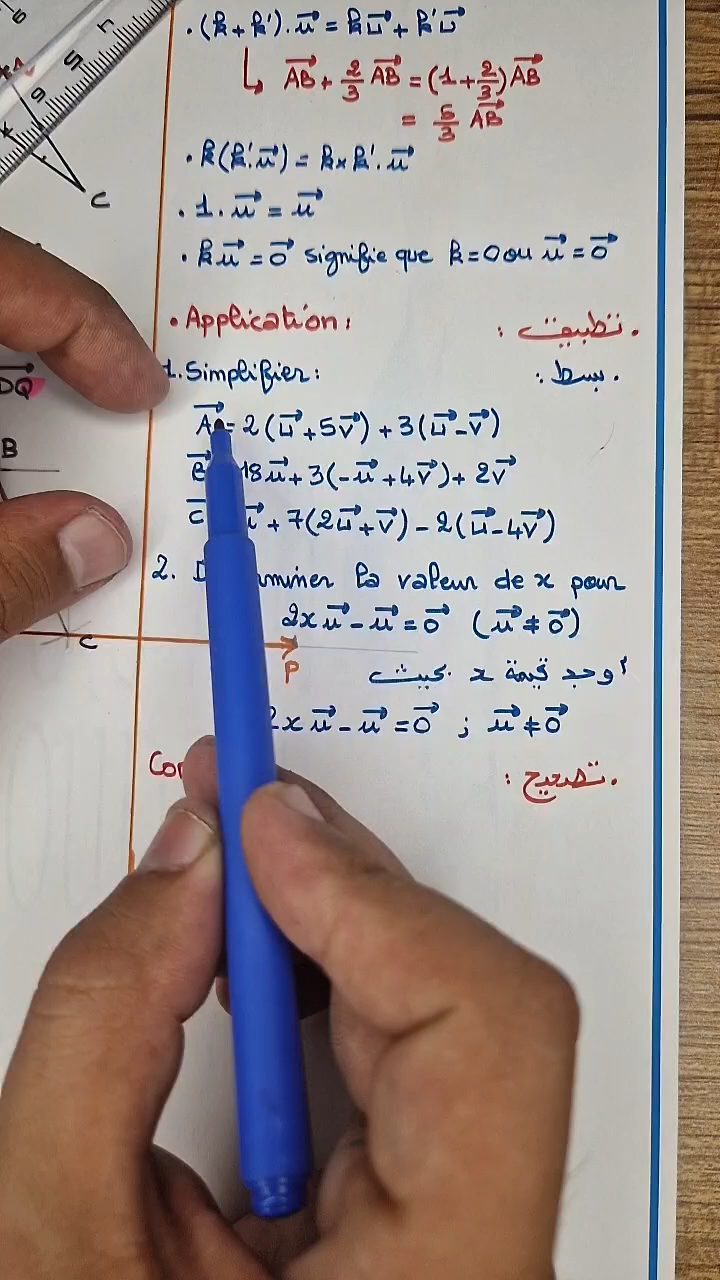 C
DQ
B
C
P
• (k + k').u⃗ = ku⃗ + k'u⃗
↳ AB⃗ + 2/3 AB⃗ = (1 + 2/3) AB⃗
= 5/3 AB⃗
• k(k'.u⃗) = k×k'.u⃗
• 1.u⃗ = u⃗
• ku⃗ = 0⃗ signifie que k = 0 ou u⃗ = 0⃗
• Application : تطبيق :
1. Simplifier : بسط :
A⃗ = 2(u⃗ + 5v⃗) + 3(u⃗ - v⃗)
18u⃗ + 3(-u⃗ + 4v⃗) + 2v⃗
u⃗ + 7(2u⃗ + v⃗) - 2(u⃗ - 4v⃗)
2. la valeur de x pour
2xu⃗ - u⃗ = 0⃗ (u⃗ ≠ 0⃗)
أوجد قيمة x بحيث
2xu⃗ - u⃗ = 0⃗ ; u⃗ ≠ 0⃗
تصحيح :